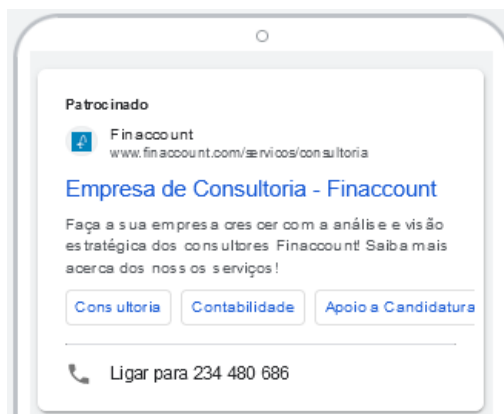 Patrocinado
Finaccount
www.finaccount.com/servicos/consultoria
Empresa de Consultoria - Finaccount
Faça a sua empresa crescer com a análise e visão
estratégica dos consultores Finaccount! Saiba mais
acerca dos nossos serviços!
Consultoria Contabilidade Apoio a Candidatura
Ligar para 234 480 686